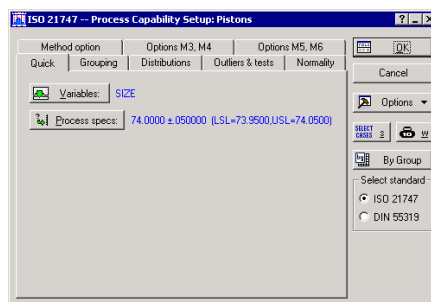 ISO 21747 -- Process Capability Setup: Pistons
Method option
Options M3, M4
Options M5, M6
Quick
Grouping
Distributions
Outliers & tests
Normality
Variables:
SIZE
Process specs:
74.0000 ±.050000 (LSL=73.9500,USL=74.0500)
OK
Cancel
Options
SELECT CASES
S
W
By Group
Select standard
ISO 21747
DIN 55319